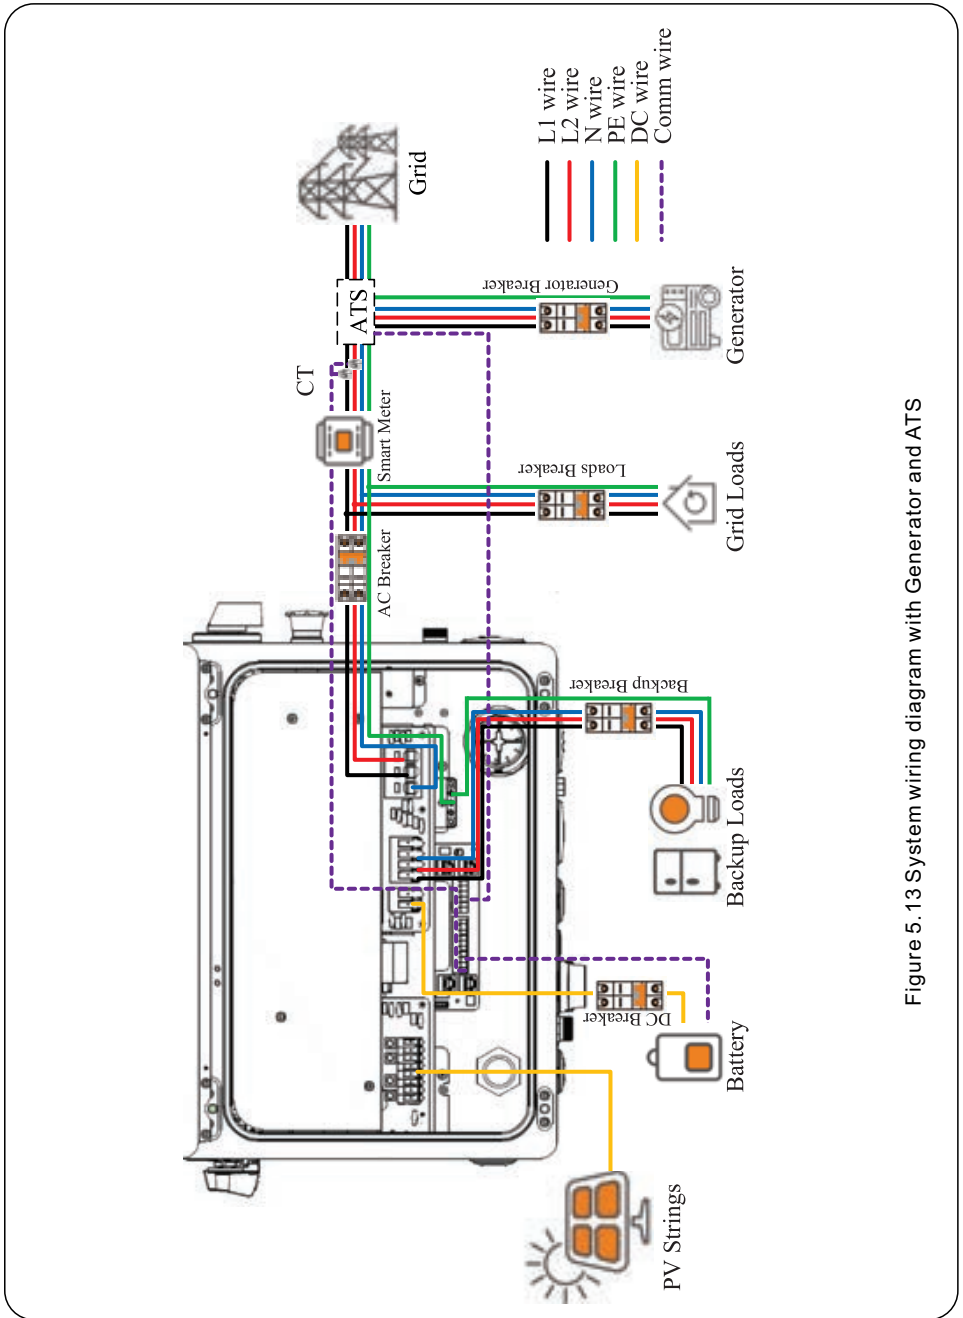 PV Strings
Battery
DC Breaker
Backup Loads
Backup Breaker
AC Breaker
Smart Meter
CT
ATS
Grid
Grid Loads
Loads Breaker
Generator
Generator Breaker
L1 wire
L2 wire
N wire
PE wire
DC wire
Comm wire
Figure 5.13 System wiring diagram with Generator and ATS